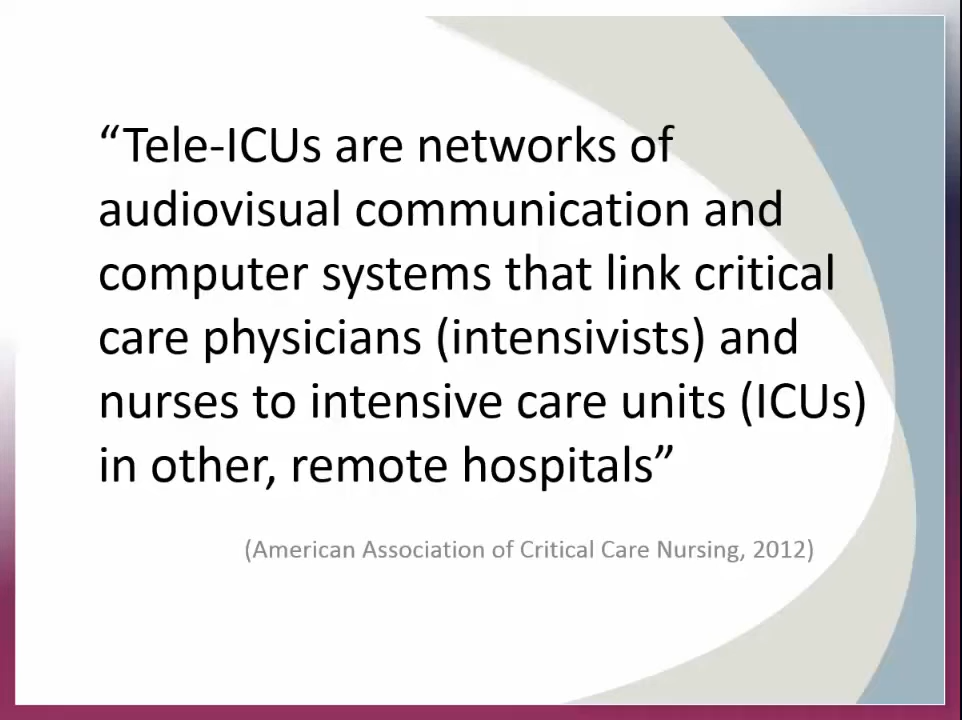 “Tele-ICUs are networks of
audiovisual communication and
computer systems that link critical
care physicians (intensivists) and
nurses to intensive care units (ICUs)
in other, remote hospitals”
(American Association of Critical Care Nursing, 2012)